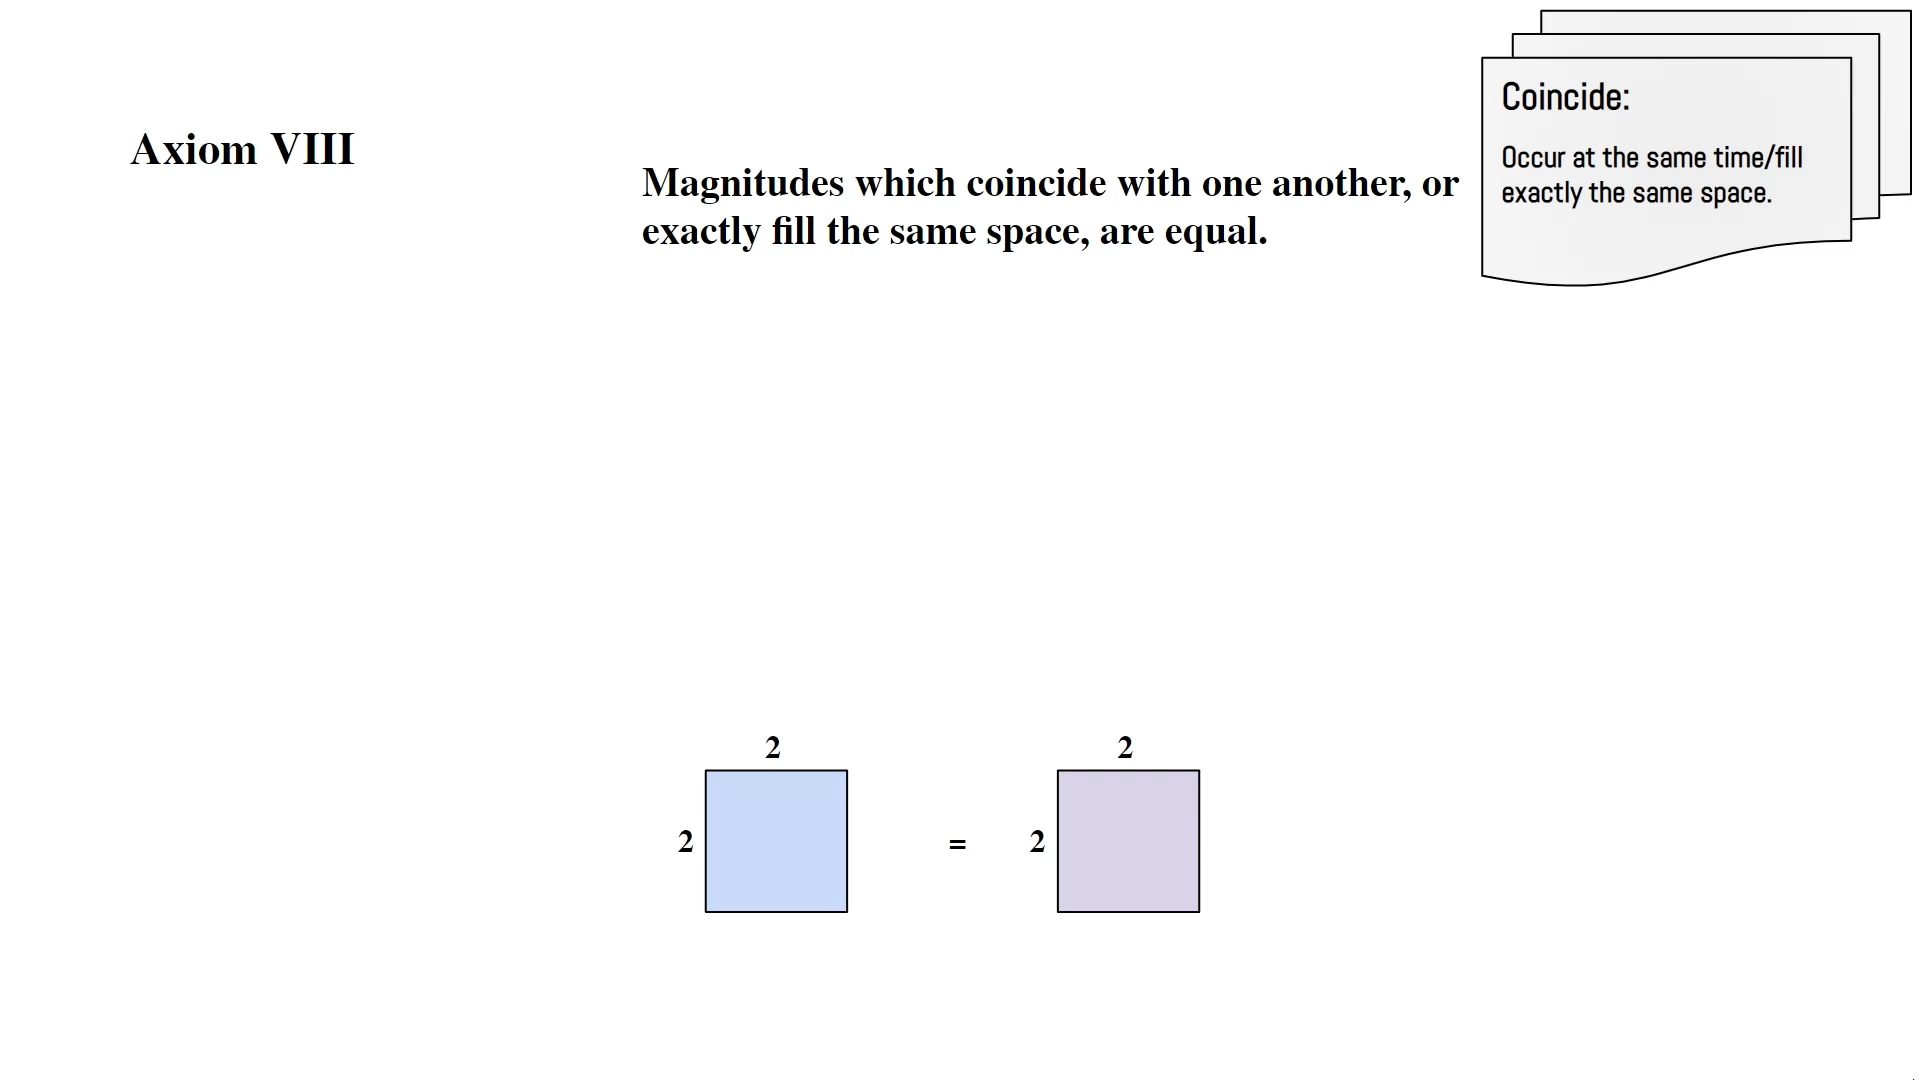 Axiom VIII
Magnitudes which coincide with one another, or
exactly fill the same space, are equal.
Coincide:
Occur at the same time/fill
exactly the same space.
2
2
2
=
2